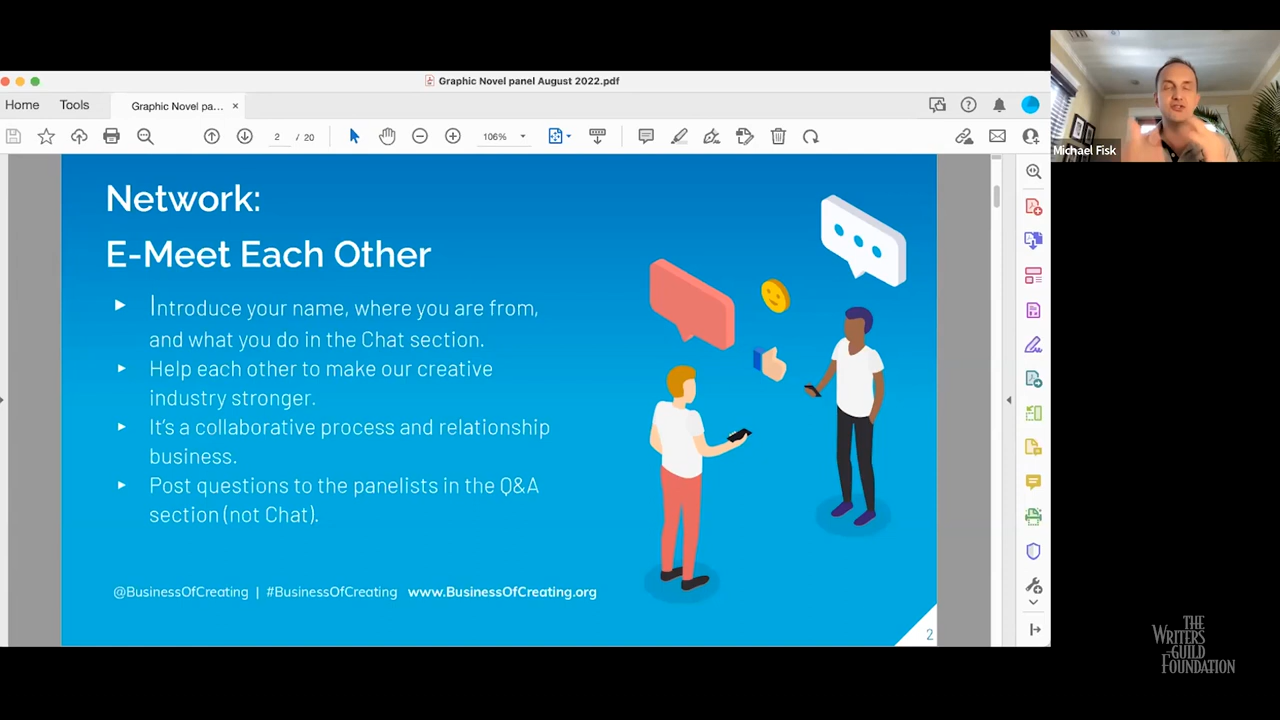 Graphic Novel panel August 2022.pdf
Home
Tools
Graphic Novel pa... ×
2 / 20
106%
Michael Fisk
Network:
E-Meet Each Other
Introduce your name, where you are from,
and what you do in the Chat section.
Help each other to make our creative
industry stronger.
It's a collaborative process and relationship
business.
Post questions to the panelists in the Q&A
section (not Chat).
@BusinessOfCreating | #BusinessOfCreating www.BusinessOfCreating.org
2
THE
WRITERS
GUILD
FOUNDATION